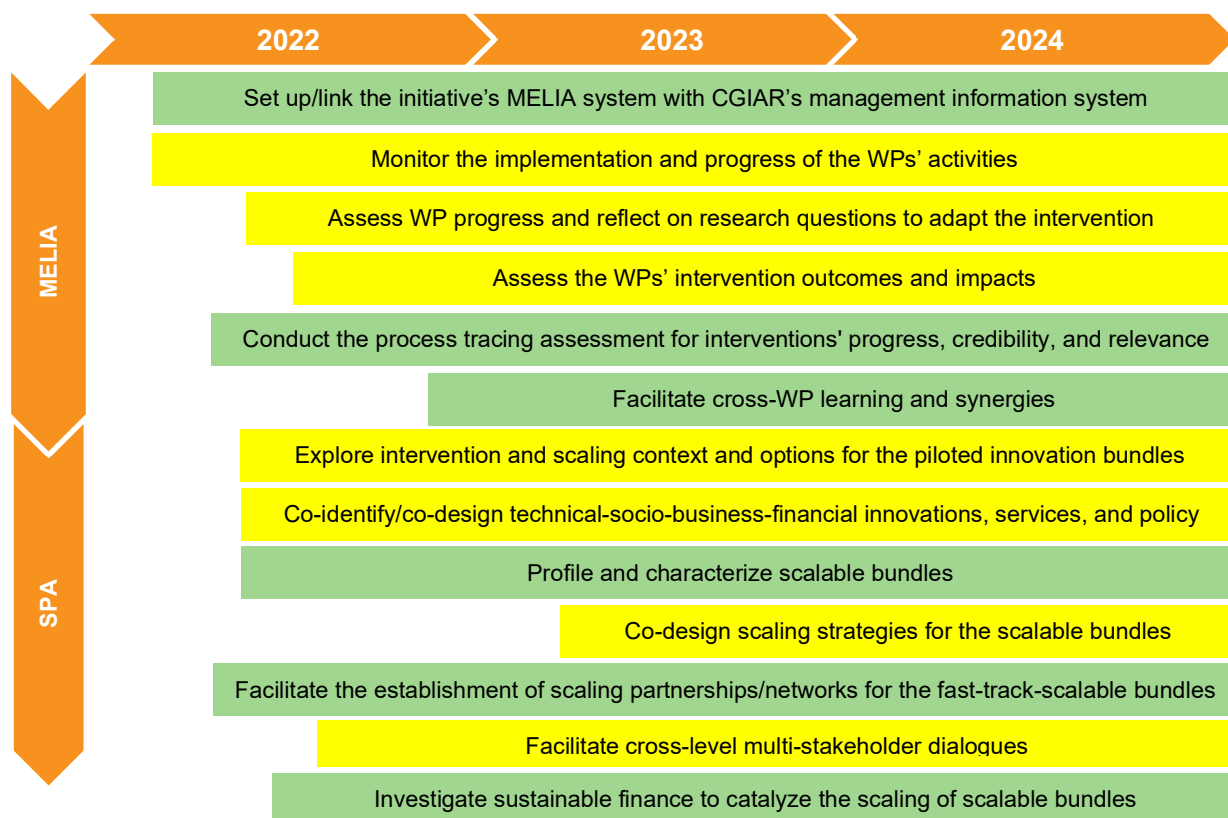 2022 2023 2024
MELIA
Set up/link the initiative’s MELIA system with CGIAR’s management information system
Monitor the implementation and progress of the WPs’ activities
Assess WP progress and reflect on research questions to adapt the intervention
Assess the WPs’ intervention outcomes and impacts
Conduct the process tracing assessment for interventions' progress, credibility, and relevance
Facilitate cross-WP learning and synergies
SPA
Explore intervention and scaling context and options for the piloted innovation bundles
Co-identify/co-design technical-socio-business-financial innovations, services, and policy
Profile and characterize scalable bundles
Co-design scaling strategies for the scalable bundles
Facilitate the establishment of scaling partnerships/networks for the fast-track-scalable bundles
Facilitate cross-level multi-stakeholder dialogues
Investigate sustainable finance to catalyze the scaling of scalable bundles